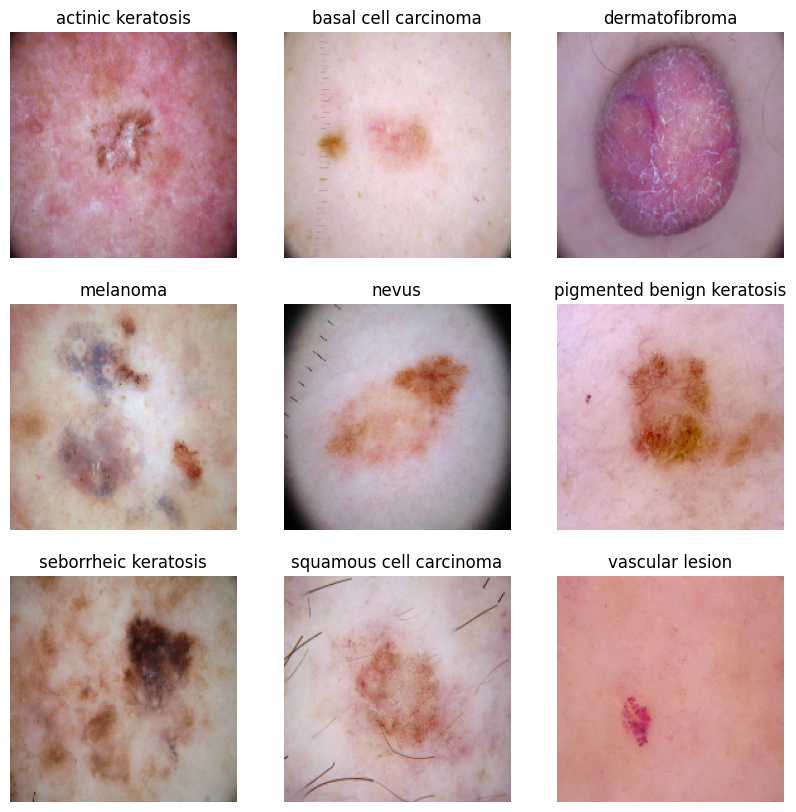 actinic keratosis
basal cell carcinoma
dermatofibroma
melanoma
nevus
pigmented benign keratosis
seborrheic keratosis
squamous cell carcinoma
vascular lesion